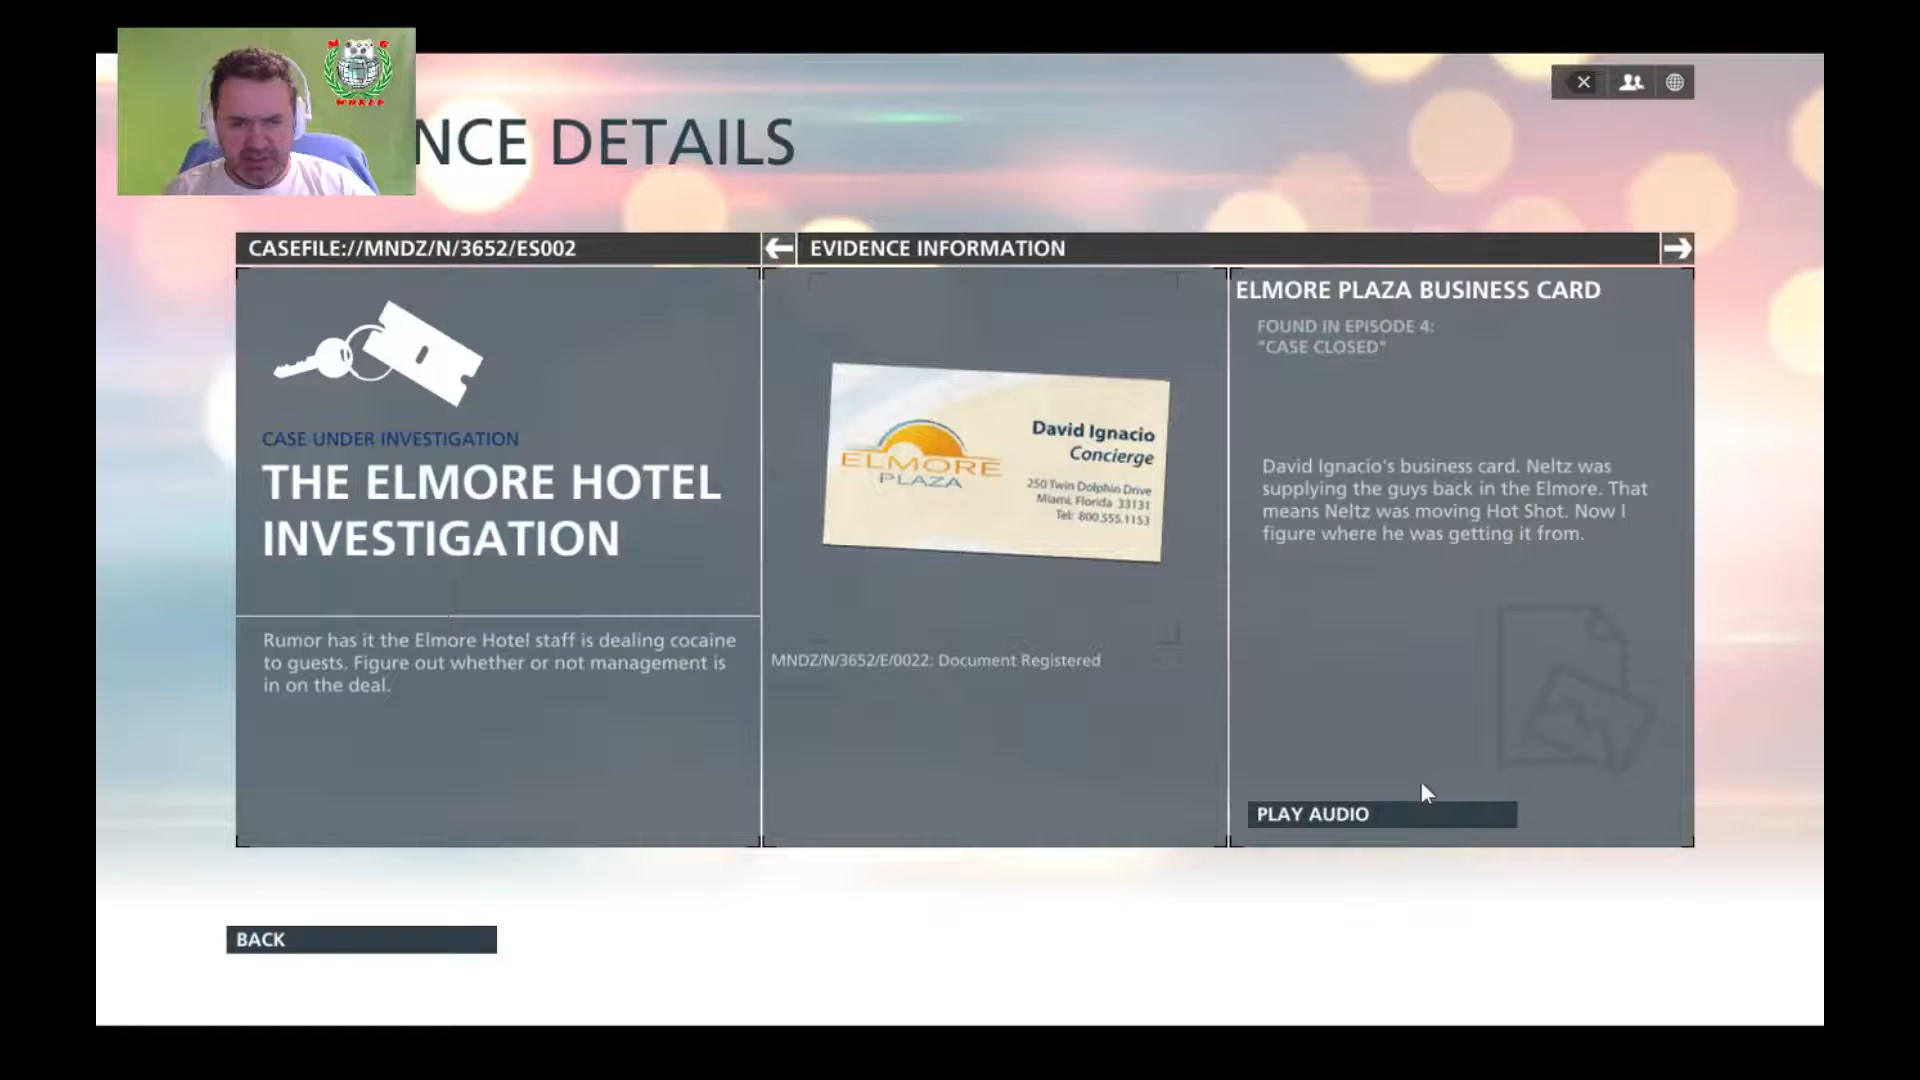 M G
WORLD
NCE DETAILS
CASEFILE://MNDZ/N/3652/ES002
EVIDENCE INFORMATION
CASE UNDER INVESTIGATION
THE ELMORE HOTEL
INVESTIGATION
Rumor has it the Elmore Hotel staff is dealing cocaine
to guests. Figure out whether or not management is
in on the deal.
ELMORE
PLAZA
David Ignacio
Concierge
250 Twin Dolphin Drive
Miami, Florida 33131
Tel: 800.555.1153
MNDZ/N/3652/E/0022: Document Registered
ELMORE PLAZA BUSINESS CARD
FOUND IN EPISODE 4:
"CASE CLOSED"
David Ignacio's business card. Neltz was
supplying the guys back in the Elmore. That
means Neltz was moving Hot Shot. Now I
figure where he was getting it from.
PLAY AUDIO
BACK